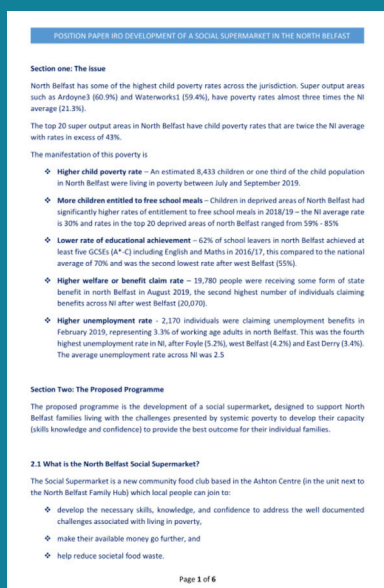 POSITION PAPER IRO DEVELOPMENT OF A SOCIAL SUPERMARKET IN THE NORTH BELFAST
Section one: The issue
North Belfast has some of the highest child poverty rates across the jurisdiction. Super output areas
such as Ardoyne3 (60.9%) and Waterworks1 (59.4%), have poverty rates almost three times the NI
average (21.3%).
The top 20 super output areas in North Belfast have child poverty rates that are twice the NI average
with rates in excess of 43%.
The manifestation of this poverty is
❖ Higher child poverty rate – An estimated 8,433 children or one third of the child population
in North Belfast were living in poverty between July and September 2019.
❖ More children entitled to free school meals – Children in deprived areas of North Belfast had
significantly higher rates of entitlement to free school meals in 2018/19 – the NI average rate
is 30% and rates in the top 20 deprived areas of north Belfast ranged from 59% - 85%
❖ Lower rate of educational achievement – 62% of school leavers in north Belfast achieved at
least five GCSEs (A*-C) including English and Maths in 2016/17, this compared to the national
average of 70% and was the second lowest rate after west Belfast (55%).
❖ Higher welfare or benefit claim rate – 19,780 people were receiving some form of state
benefit in north Belfast in August 2019, the second highest number of individuals claiming
benefits across NI after west Belfast (20,070).
❖ Higher unemployment rate - 2,170 individuals were claiming unemployment benefits in
February 2019, representing 3.3% of working age adults in north Belfast. This was the fourth
highest unemployment rate in NI, after Foyle (5.2%), west Belfast (4.2%) and East Derry (3.4%).
The average unemployment rate across NI was 2.5
Section Two: The Proposed Programme
The proposed programme is the development of a social supermarket, designed to support North
Belfast families living with the challenges presented by systemic poverty to develop their capacity
(skills knowledge and confidence) to provide the best outcome for their individual families.
2.1 What is the North Belfast Social Supermarket?
The Social Supermarket is a new community food club based in the Ashton Centre (in the unit next to
the North Belfast Family Hub) which local people can join to:
❖ develop the necessary skills, knowledge, and confidence to address the well documented
challenges associated with living in poverty,
❖ make their available money go further, and
❖ help reduce societal food waste.
Page 1 of 6